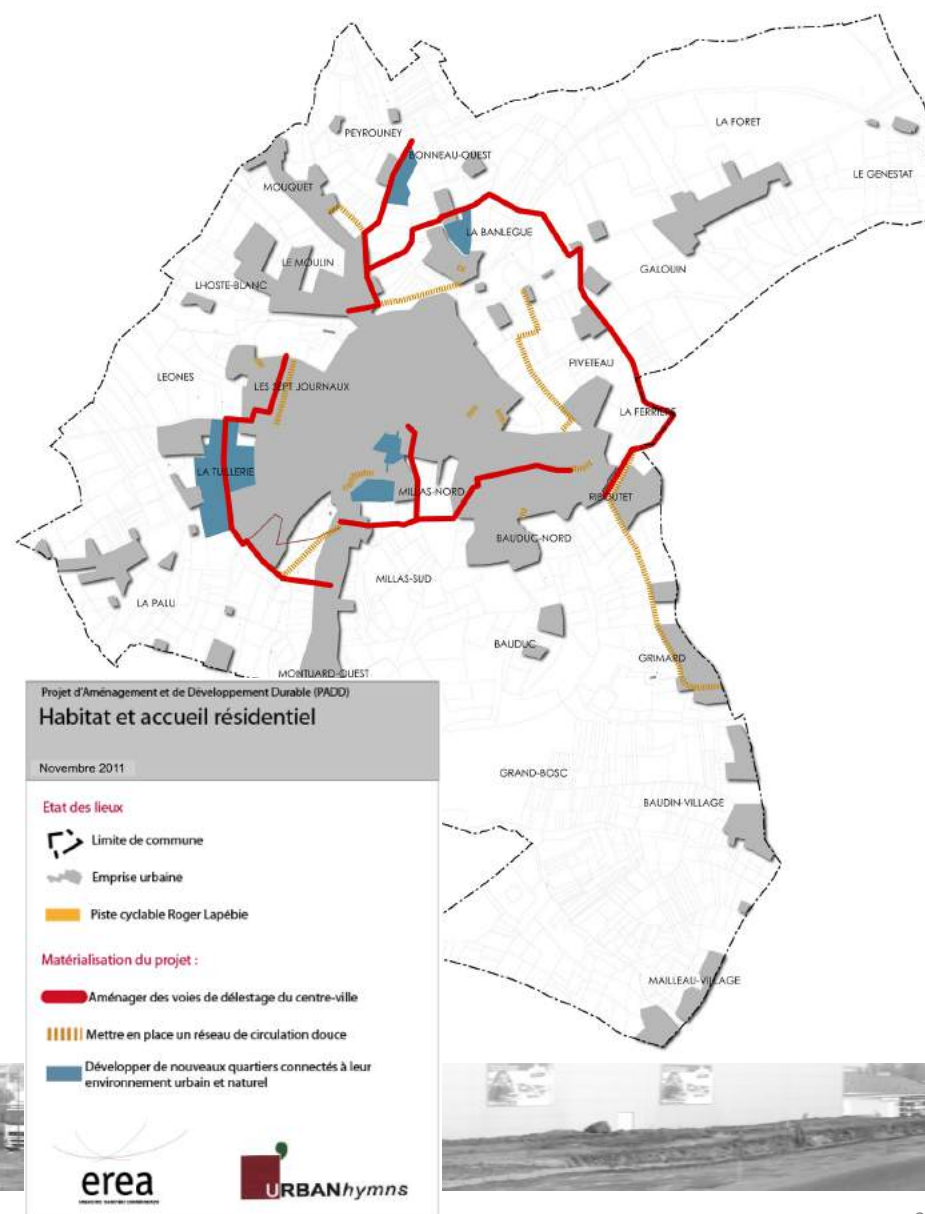 LA FORET
PEYROUNEY
BONNEAU-OUEST
LE GENESTAT
MOUQUET
LA BANLEGUE
LE MOULIN
GALOUIN
LHOSTE-BLANC
PIVETEAU
LEONES
LES SEPT JOURNAUX
LA FERRIERE
LA TUILERIE
MILLAS-NORD
RIBOUTET
BAUDUC-NORD
MILLAS-SUD
LA PALU
BAUDUC
GRIMARD
MONTUARD-OUEST
Projet d'Aménagement et de Développement Durable (PADD)
Habitat et accueil résidentiel
Novembre 2011
GRAND-BOSC
BAUDIN-VILLAGE
Etat des lieux
Limite de commune
Emprise urbaine
Piste cyclable Roger Lapébie
Matérialisation du projet :
MAILLEAU-VILLAGE
Aménager des voies de délestage du centre-ville
Mettre en place un réseau de circulation douce
Développer de nouveaux quartiers connectés à leur
environnement urbain et naturel
erea
URBANhymns